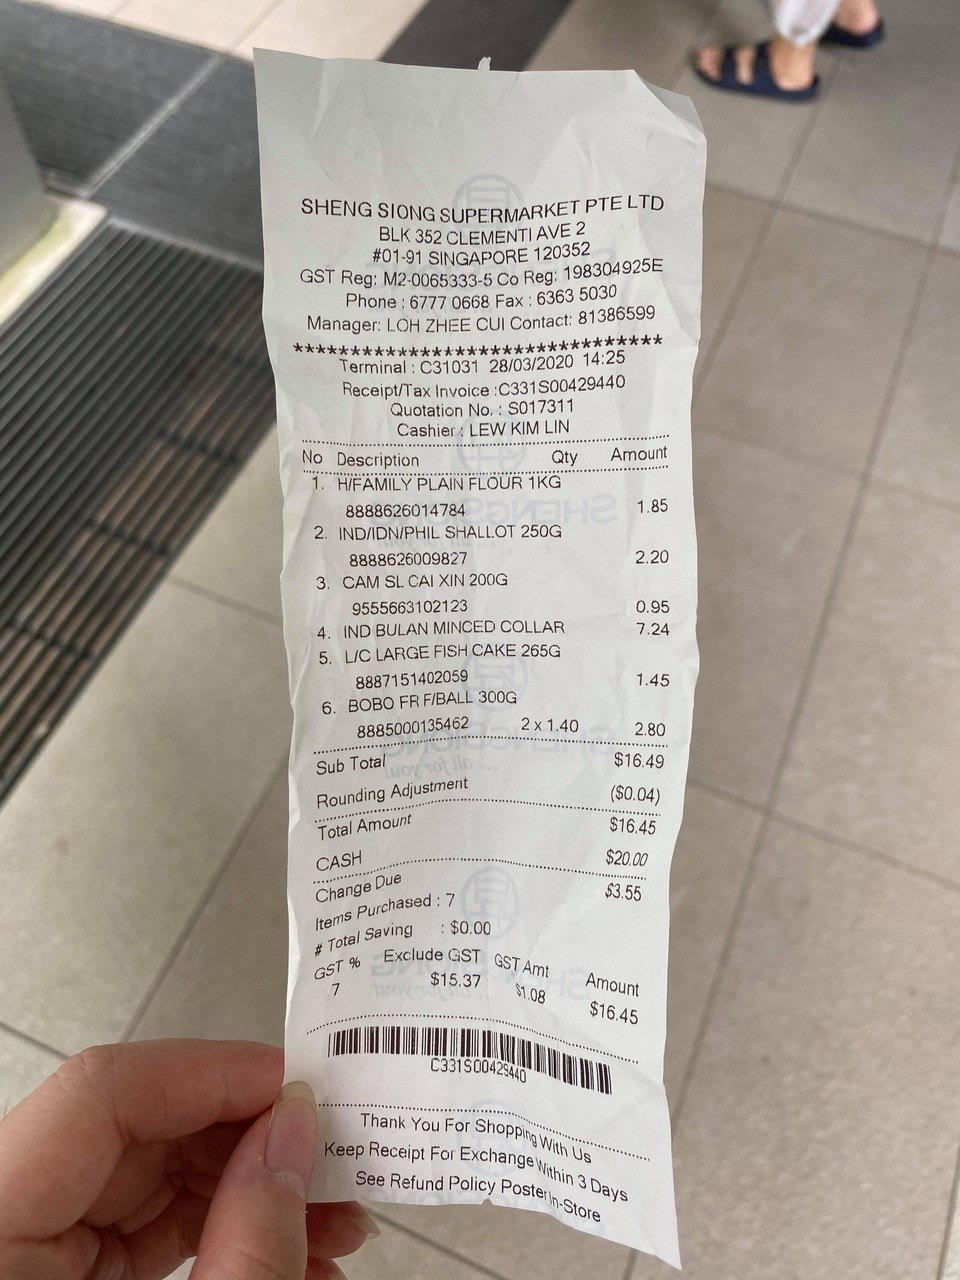 SHENG SIONG SUPERMARKET PTE LTD
BLK 352 CLEMENTI AVE 2
#01-91 SINGAPORE 120352
GST Reg: M2-0065333-5 Co Reg: 198304925E
Phone : 6777 0668 Fax : 6363 5030
Manager: LOH ZHEE CUI Contact: 81386599
********************************
Terminal : C31031 28/03/2020 14:25
Receipt/Tax Invoice :C331S00429440
Quotation No. : S017311
Cashier : LEW KIM LIN
No Description Qty Amount
1. H/FAMILY PLAIN FLOUR 1KG
8888626014784 1.85
2. IND/IDN/PHIL SHALLOT 250G
8888626009827 2.20
3. CAM SL CAI XIN 200G
9555663102123 0.95
4. IND BULAN MINCED COLLAR 7.24
5. L/C LARGE FISH CAKE 265G
8887151402059 1.45
6. BOBO FR F/BALL 300G
8885000135462 2 x 1.40 2.80
Sub Total $16.49
Rounding Adjustment ($0.04)
Total Amount $16.45
CASH $20.00
Change Due $3.55
Items Purchased : 7
# Total Saving : $0.00
GST % Exclude GST GST Amt Amount
7 $15.37 $1.08 $16.45
C331S00429440
Thank You For Shopping With Us
Keep Receipt For Exchange Within 3 Days
See Refund Policy Poster In-Store